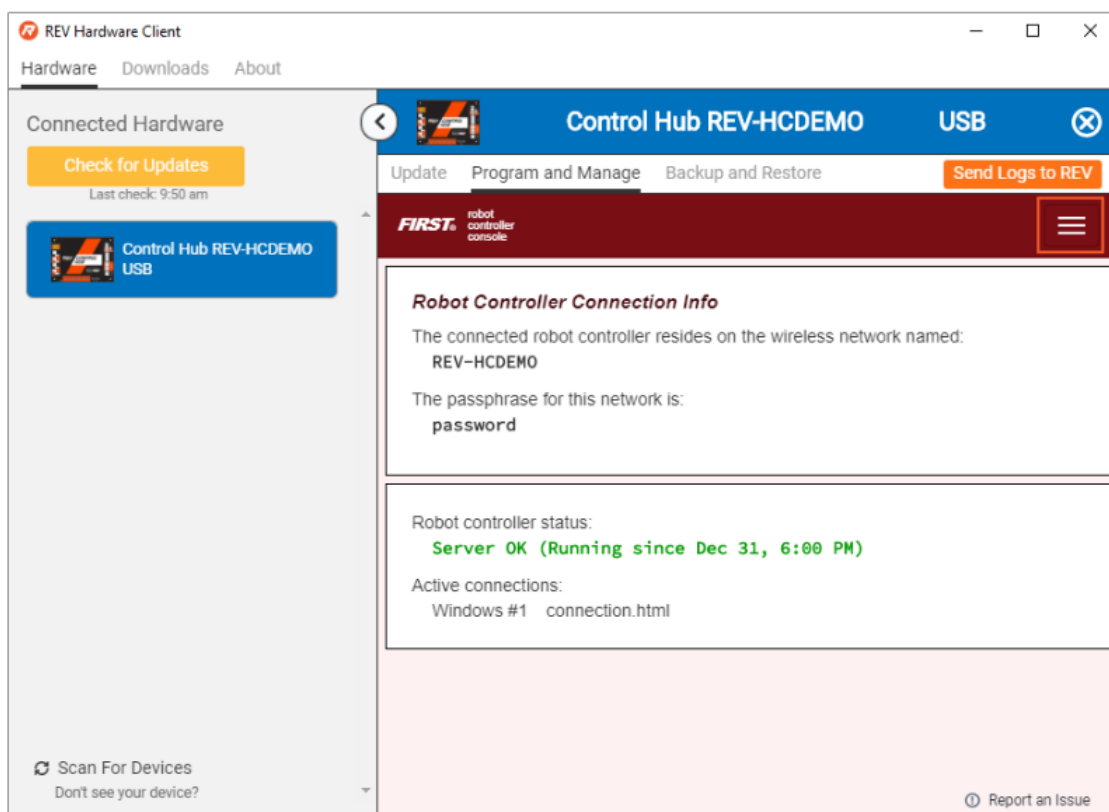 REV Hardware Client
Hardware Downloads About
Connected Hardware
Check for Updates
Last check: 9:50 am
Control Hub REV-HCDEMO
USB
Scan For Devices
Don't see your device?
Control Hub REV-HCDEMO USB
Update Program and Manage Backup and Restore Send Logs to REV
FIRST® robot
controller
console
Robot Controller Connection Info
The connected robot controller resides on the wireless network named:
REV-HCDEMO
The passphrase for this network is:
password
Robot controller status:
Server OK (Running since Dec 31, 6:00 PM)
Active connections:
Windows #1 connection.html
Report an Issue